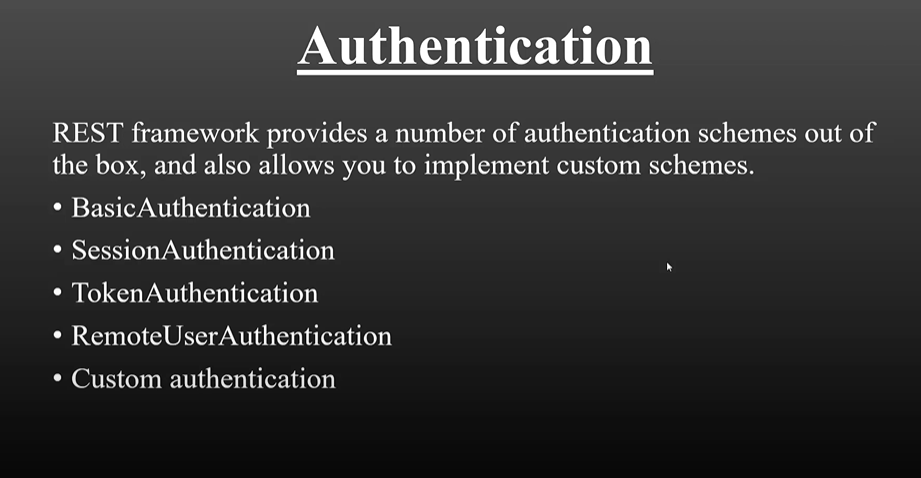 Authentication
REST framework provides a number of authentication schemes out of
the box, and also allows you to implement custom schemes.
• BasicAuthentication
• SessionAuthentication
• TokenAuthentication
• RemoteUserAuthentication
• Custom authentication